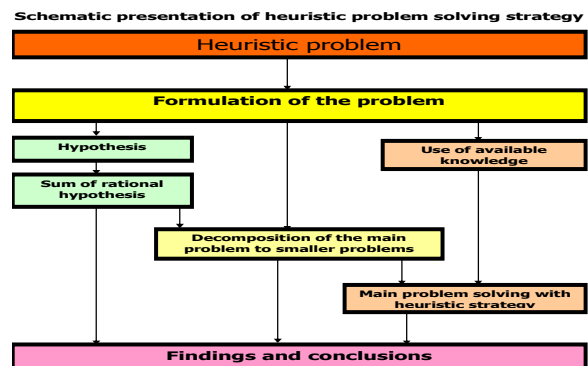 Schematic presentation of heuristic problem solving strategy
Heuristic problem
Formulation of the problem
Hypothesis
Use of available
knowledge
Sum of rational
hypothesis
Decomposition of the main
problem to smaller problems
Main problem solving with
heuristic strategy
Findings and conclusions